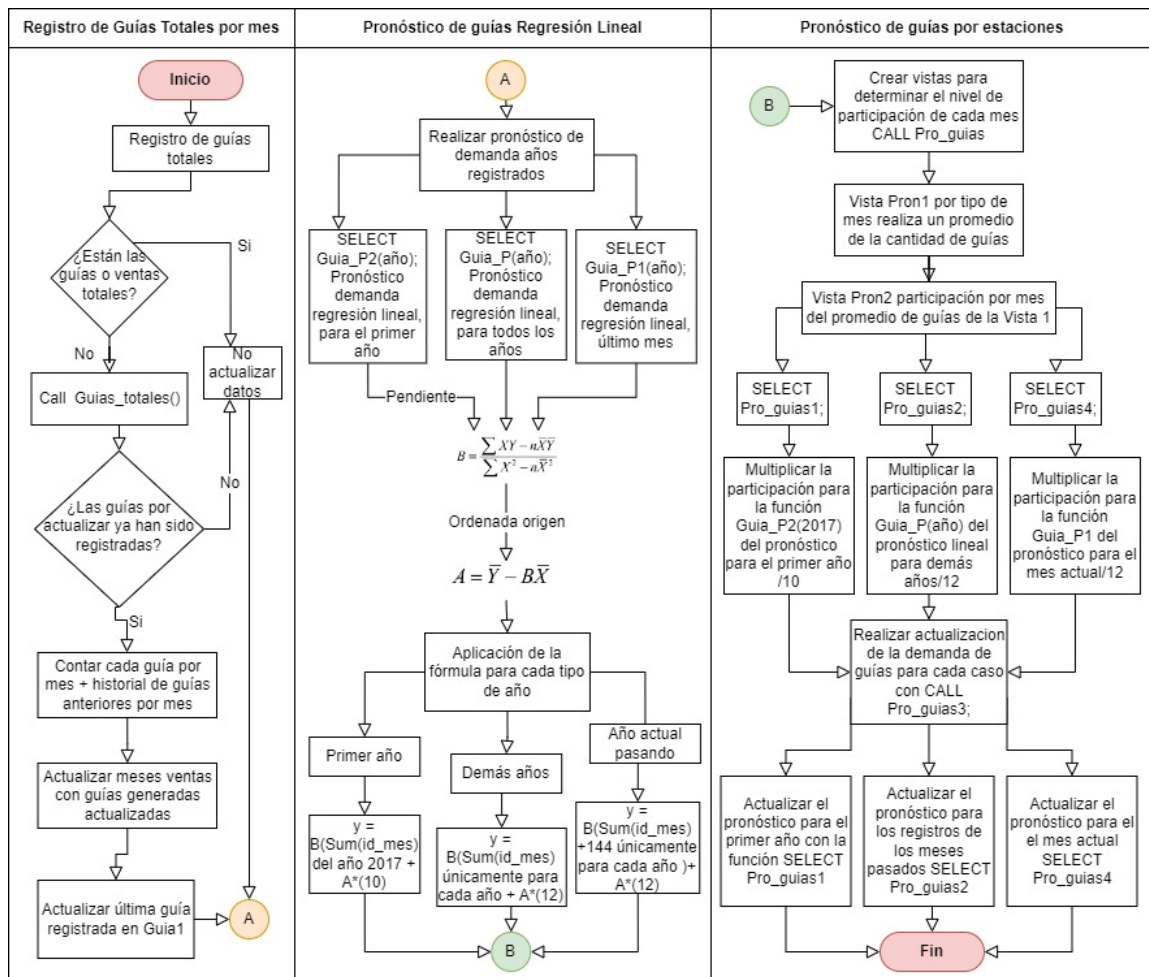 Registro de Guías Totales por mes
Inicio
Registro de guías
totales
¿Están las
guías o ventas
totales?
Si
No
No
actualizar
datos
Call Guias_totales()
No
¿Las guías por
actualizar ya han sido
registradas?
Si
Contar cada guía por
mes + historial de guías
anteriores por mes
Actualizar meses ventas
con guías generadas
actualizadas
Actualizar última guía
registrada en Guia1
A
Pronóstico de guías Regresión Lineal
A
Realizar pronóstico de
demanda años
registrados
SELECT
Guia_P2(año);
Pronóstico
demanda
regresión lineal,
para el primer
año
SELECT
Guia_P(año);
Pronóstico
demanda
regresión lineal,
para todos los
años
SELECT
Guia_P1(año);
Pronóstico
demanda
regresión lineal,
último mes
Pendiente
B = (∑ XY − nX̅Y̅) / (∑ X² − nX̅²)
Ordenada origen
A = Y̅ − BX̅
Aplicación de la
fórmula para cada tipo
de año
Primer año
Demás años
Año actual
pasando
y =
B(Sum(id_mes)
del año 2017 +
A*(10)
y =
B(Sum(id_mes)
únicamente para
cada año + A*(12)
y =
B(Sum(id_mes)
+144 únicamente
para cada año )+
A*(12)
B
Pronóstico de guías por estaciones
B
Crear vistas para
determinar el nivel de
participación de cada mes
CALL Pro_guias
Vista Pron1 por tipo de
mes realiza un promedio
de la cantidad de guías
Vista Pron2 participación por mes
del promedio de guías de la Vista 1
SELECT
Pro_guias1;
SELECT
Pro_guias2;
SELECT
Pro_guias4;
Multiplicar la
participación para
la función
Guia_P2(2017)
del pronóstico
para el primer año
/10
Multiplicar la
participación para
la función
Guia_P(año) del
pronóstico lineal
para demás
años/12
Multiplicar la
participación para
la función
Guia_P1 del
pronóstico para el
mes actual/12
Realizar actualizacion
de la demanda de
guías para cada caso
con CALL
Pro_guias3;
Actualizar el
pronóstico para el
primer año con la
función SELECT
Pro_guias1
Actualizar el
pronóstico para
los registros de
los meses
pasados SELECT
Pro_guias2
Actualizar el
pronóstico para el
el mes actual
SELECT
Pro_guias4
Fin